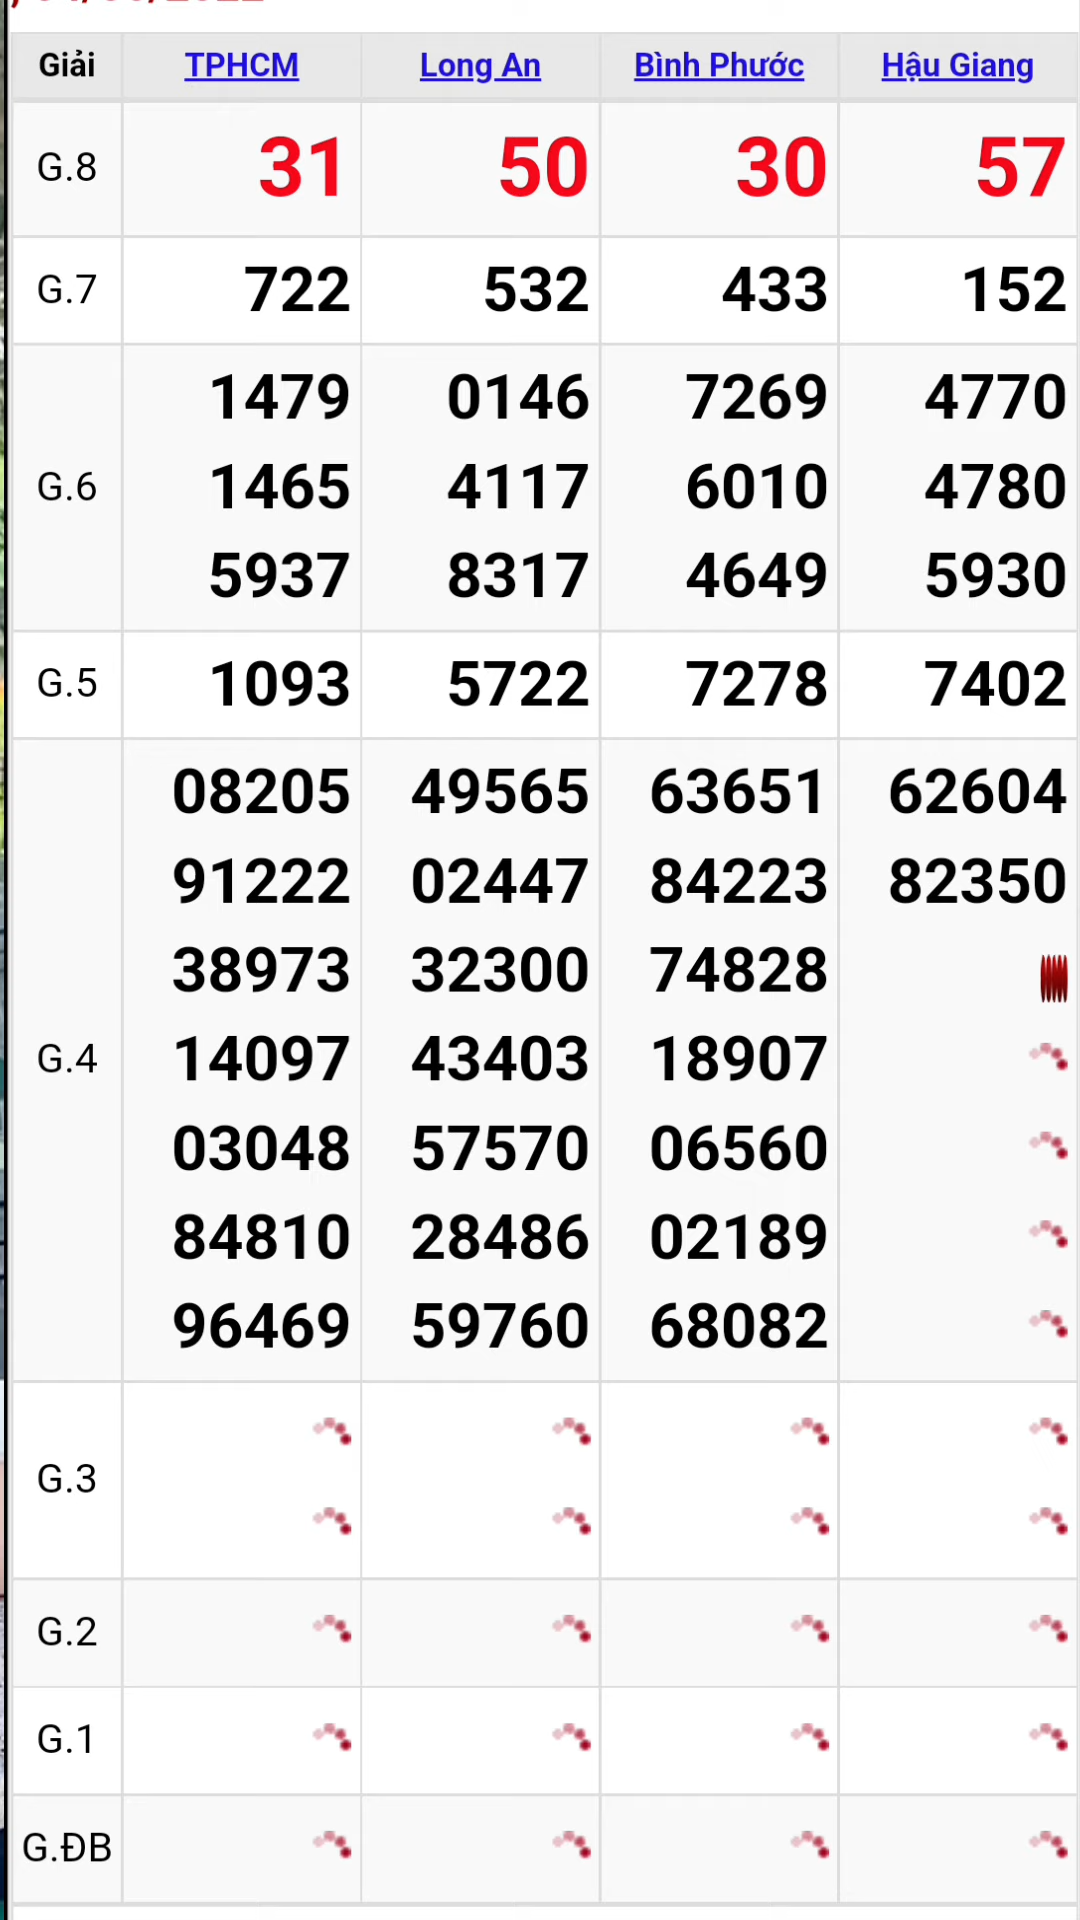 Giải TPHCM Long An Bình Phước Hậu Giang
G.8 31 50 30 57
G.7 722 532 433 152
1479 0146 7269 4770
G.6 1465 4117 6010 4780
5937 8317 4649 5930
G.5 1093 5722 7278 7402
08205 49565 63651 62604
91222 02447 84223 82350
38973 32300 74828
G.4 14097 43403 18907
03048 57570 06560
84810 28486 02189
96469 59760 68082
G.3
G.2
G.1
G.ĐB